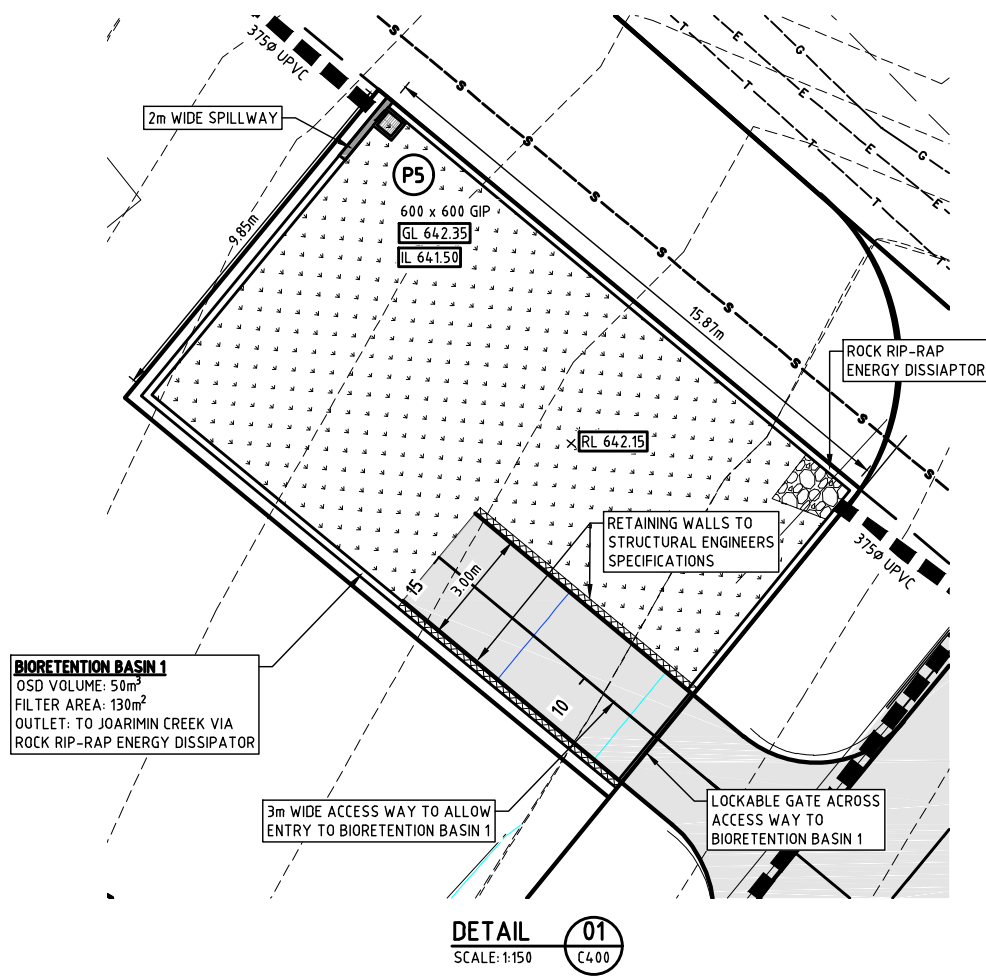 375Ø UPVC
S
S
S
S
S
S
S
S
S
T
T
T
T
T
E
E
E
E
G
G
G
2m WIDE SPILLWAY
P5
600 x 600 GIP
GL 642.35
IL 641.50
9.85m
15.87m
ROCK RIP-RAP
ENERGY DISSIAPTOR
RL 642.15
RETAINING WALLS TO
STRUCTURAL ENGINEERS
SPECIFICATIONS
375Ø UPVC
15
3.00m
10
BIORETENTION BASIN 1
OSD VOLUME: 50m³
FILTER AREA: 130m²
OUTLET: TO JOARIMIN CREEK VIA
ROCK RIP-RAP ENERGY DISSIPATOR
3m WIDE ACCESS WAY TO ALLOW
ENTRY TO BIORETENTION BASIN 1
LOCKABLE GATE ACROSS
ACCESS WAY TO
BIORETENTION BASIN 1
DETAIL 01
SCALE: 1:150 C400